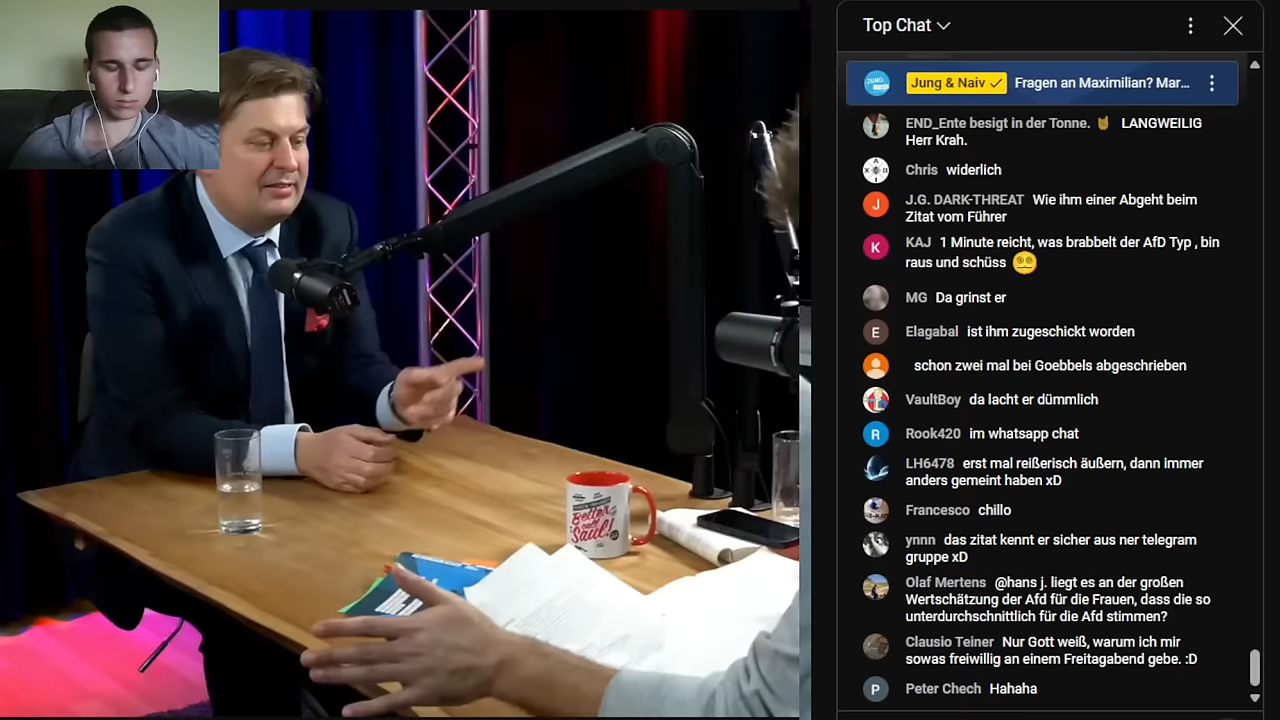 Top Chat
Jung & Naiv Fragen an Maximilian? Mar...
END_Ente besigt in der Tonne. LANGWEILIG
Herr Krah.
Chris widerlich
J
J.G. DARK-THREAT Wie ihm einer Abgeht beim
Zitat vom Führer
K
KAJ 1 Minute reicht, was brabbelt der AfD Typ , bin
raus und schüss
MG Da grinst er
E
Elagabal ist ihm zugeschickt worden
schon zwei mal bei Goebbels abgeschrieben
VaultBoy da lacht er dümmlich
R
Rook420 im whatsapp chat
LH6478 erst mal reißerisch äußern, dann immer
anders gemeint haben xD
Francesco chillo
ynnn das zitat kennt er sicher aus ner telegram
gruppe xD
Olaf Mertens @hans j. liegt es an der großen
Wertschätzung der Afd für die Frauen, dass die so
unterdurchschnittlich für die Afd stimmen?
Clausio Teiner Nur Gott weiß, warum ich mir
sowas freiwillig an einem Freitagabend gebe. :D
P
Peter Chech Hahaha
Better
call
Saul!